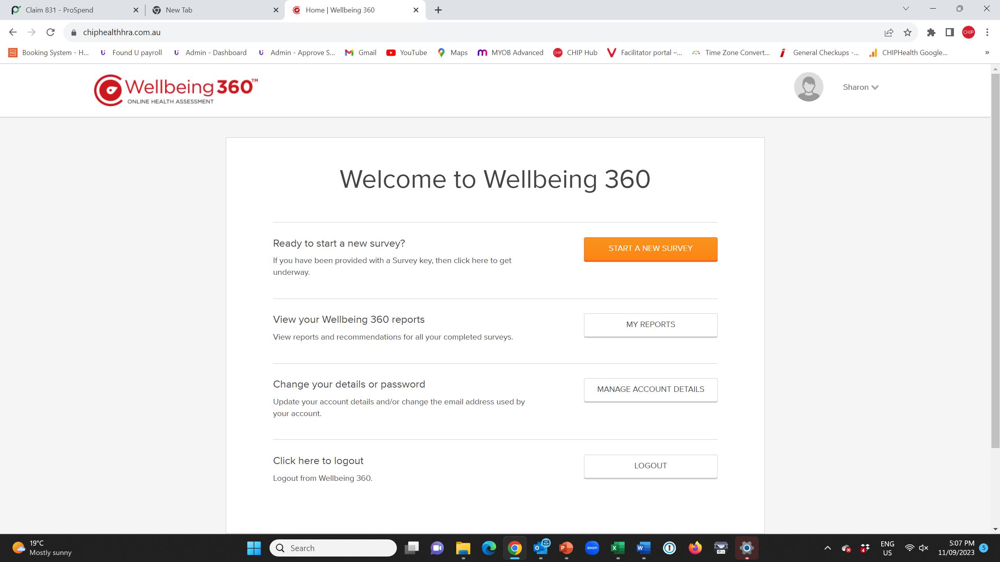 Claim 831 - ProSpend
New Tab
Home | Wellbeing 360
chiphealthhra.com.au
CHIP
HQ
Booking System - H...
Found U payroll
Admin - Dashboard
Admin - Approve S...
Gmail
YouTube
Maps
MYOB Advanced
CHIP
CHIP Hub
Facilitator portal –...
Time Zone Convert...
General Checkups -...
CHIPHealth Google...
»
Wellbeing 360™
ONLINE HEALTH ASSESSMENT
Sharon
Welcome to Wellbeing 360
Ready to start a new survey?
START A NEW SURVEY
If you have been provided with a Survey key, then click here to get
underway.
View your Wellbeing 360 reports
MY REPORTS
View reports and recommendations for all your completed surveys.
Change your details or password
MANAGE ACCOUNT DETAILS
Update your account details and/or change the email address used by
your account.
Click here to logout
LOGOUT
Logout from Wellbeing 360.
19°C
Mostly sunny
Search
O
P
zoom
X
W
4
ENG
US
5:07 PM
11/09/2023
5